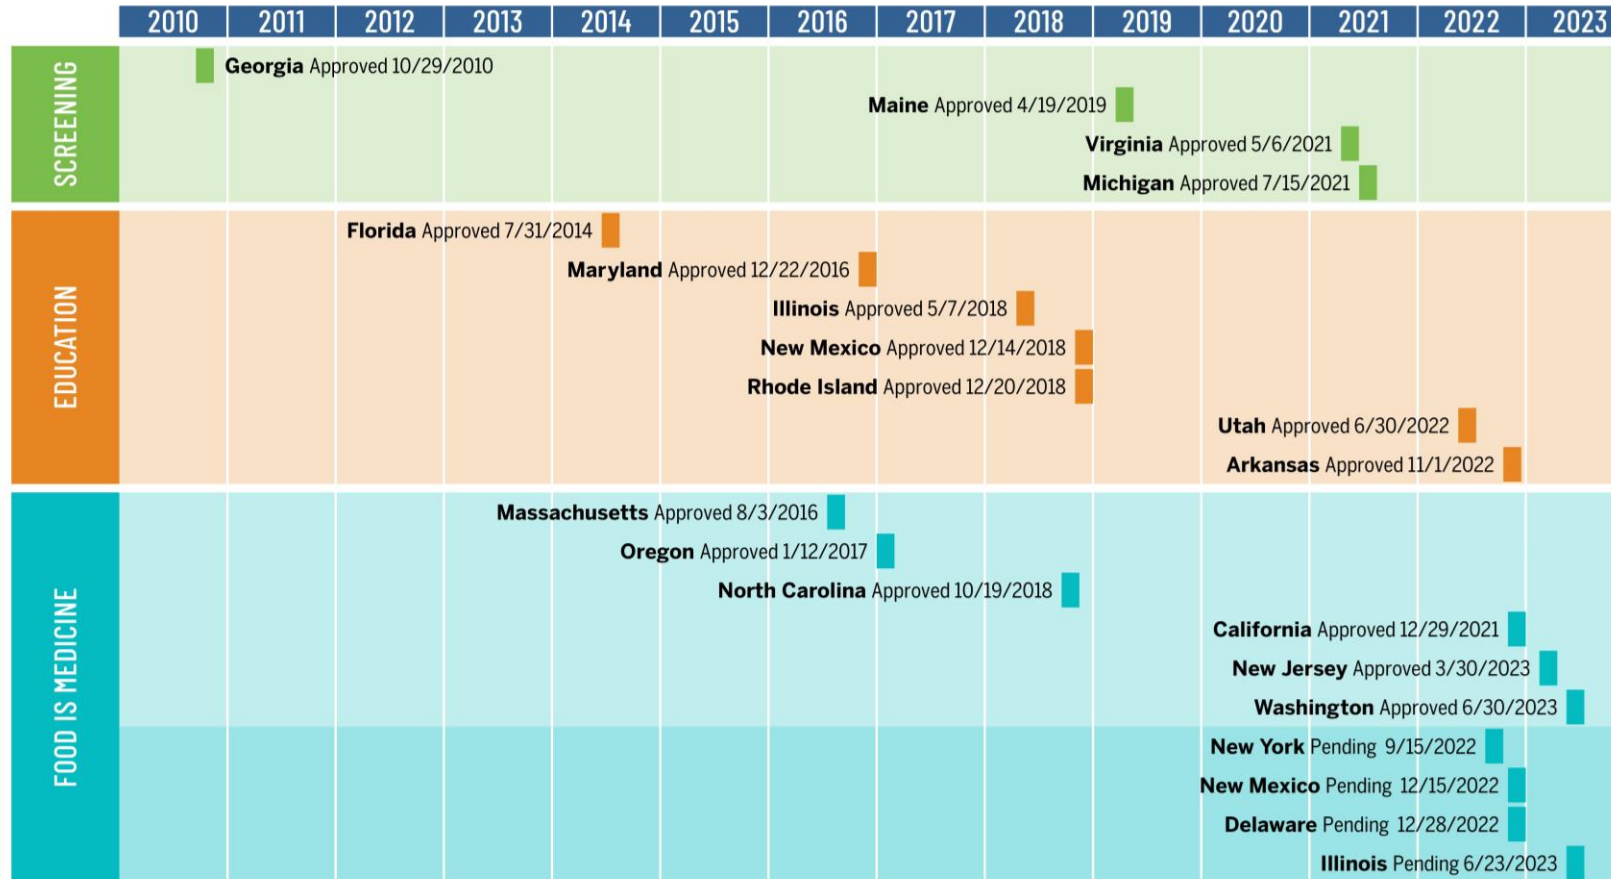 2010 2011 2012 2013 2014 2015 2016 2017 2018 2019 2020 2021 2022 2023
SCREENING
Georgia Approved 10/29/2010
Maine Approved 4/19/2019
Virginia Approved 5/6/2021
Michigan Approved 7/15/2021
EDUCATION
Florida Approved 7/31/2014
Maryland Approved 12/22/2016
Illinois Approved 5/7/2018
New Mexico Approved 12/14/2018
Rhode Island Approved 12/20/2018
Utah Approved 6/30/2022
Arkansas Approved 11/1/2022
FOOD IS MEDICINE
Massachusetts Approved 8/3/2016
Oregon Approved 1/12/2017
North Carolina Approved 10/19/2018
California Approved 12/29/2021
New Jersey Approved 3/30/2023
Washington Approved 6/30/2023
New York Pending 9/15/2022
New Mexico Pending 12/15/2022
Delaware Pending 12/28/2022
Illinois Pending 6/23/2023